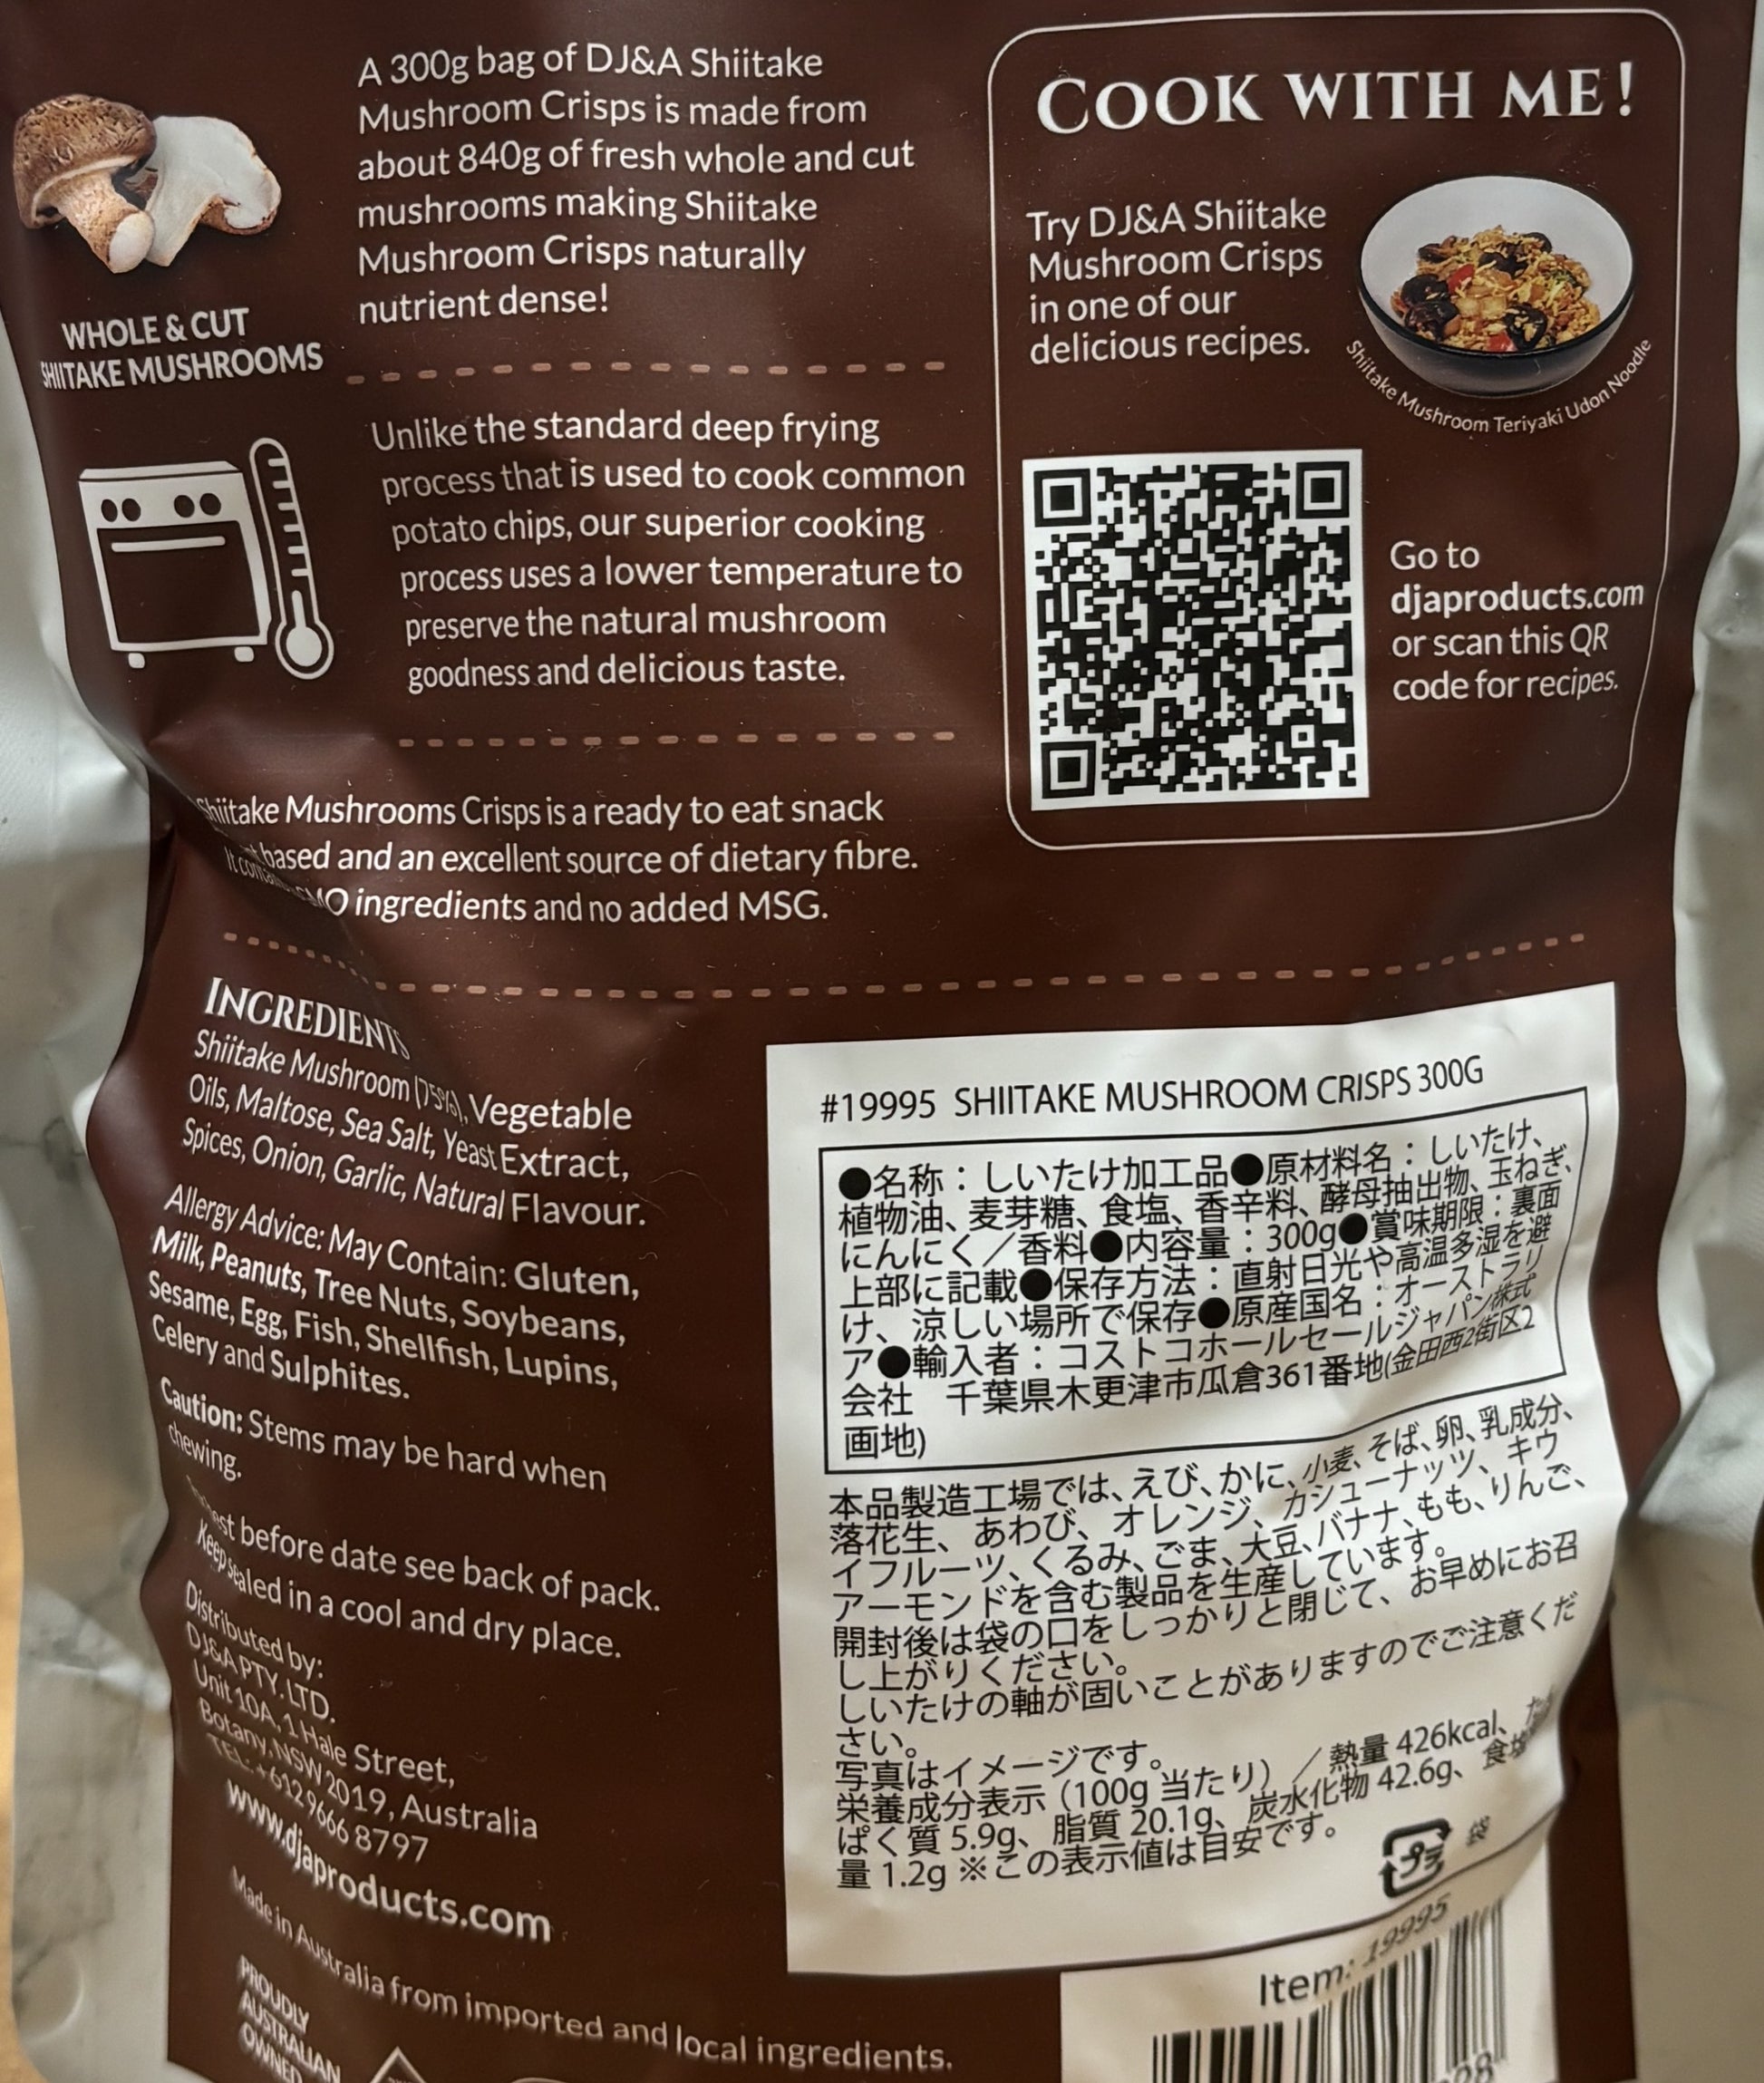 A 300g bag of DJ&A Shiitake
Mushroom Crisps is made from
about 840g of fresh whole and cut
mushrooms making Shiitake
Mushroom Crisps naturally
nutrient dense!
WHOLE & CUT
SHIITAKE MUSHROOMS
Unlike the standard deep frying
process that is used to cook common
potato chips, our superior cooking
process uses a lower temperature to
preserve the natural mushroom
goodness and delicious taste.
Shiitake Mushrooms Crisps is a ready to eat snack
based and an excellent source of dietary fibre.
It ingredients and no added MSG.
COOK WITH ME!
Try DJ&A Shiitake
Mushroom Crisps
in one of our
delicious recipes.
Shiitake Mushroom Teriyaki Udon Noodle
Go to
djaproducts.com
or scan this QR
code for recipes.
INGREDIENTS
Shiitake Mushroom (75%), Vegetable
Oils, Maltose, Sea Salt, Yeast Extract,
Spices, Onion, Garlic, Natural Flavour.
Allergy Advice: May Contain: Gluten,
Milk, Peanuts, Tree Nuts, Soybeans,
Sesame, Egg, Fish, Shellfish, Lupins,
Celery and Sulphites.
Caution: Stems may be hard when
chewing.
before date see back of pack.
Keep sealed in a cool and dry place.
Distributed by:
DJ&A PTY. LTD.
Unit 10A, 1 Hale Street,
Botany, NSW 2019, Australia
TEL: +612 9666 8797
www.djaproducts.com
Made in Australia from imported and local ingredients.
PROUDLY
AUSTRALIAN
OWNED
#19995 SHIITAKE MUSHROOM CRISPS 300G
●名称：しいたけ加工品●原材料名：しいたけ、
植物油、麦芽糖、食塩、香辛料、酵母抽出物、玉ねぎ、
にんにく／香料●内容量：300g●賞味期限：裏面
上部に記載●保存方法：直射日光や高温多湿を避
け、涼しい場所で保存●原産国名：オーストラリ
ア●輸入者：コストコホールセールジャパン株式
会社　千葉県木更津市瓜倉361番地(金田西2街区2
画地)
本品製造工場では、えび、かに、小麦、そば、卵、乳成分、
落花生、あわび、オレンジ、カシューナッツ、キウ
イフルーツ、くるみ、ごま、大豆、バナナ、もも、りんご、
アーモンドを含む製品を生産しています。
開封後は袋の口をしっかりと閉じて、お早めにお召
し上がりください。
しいたけの軸が固いことがありますのでご注意くだ
さい。
写真はイメージです。
栄養成分表示（100g 当たり）／熱量 426kcal、た
ぱく質 5.9g、脂質 20.1g、炭水化物 42.6g、食塩
量 1.2g ※この表示値は目安です。
プラ 袋
Item: 19995